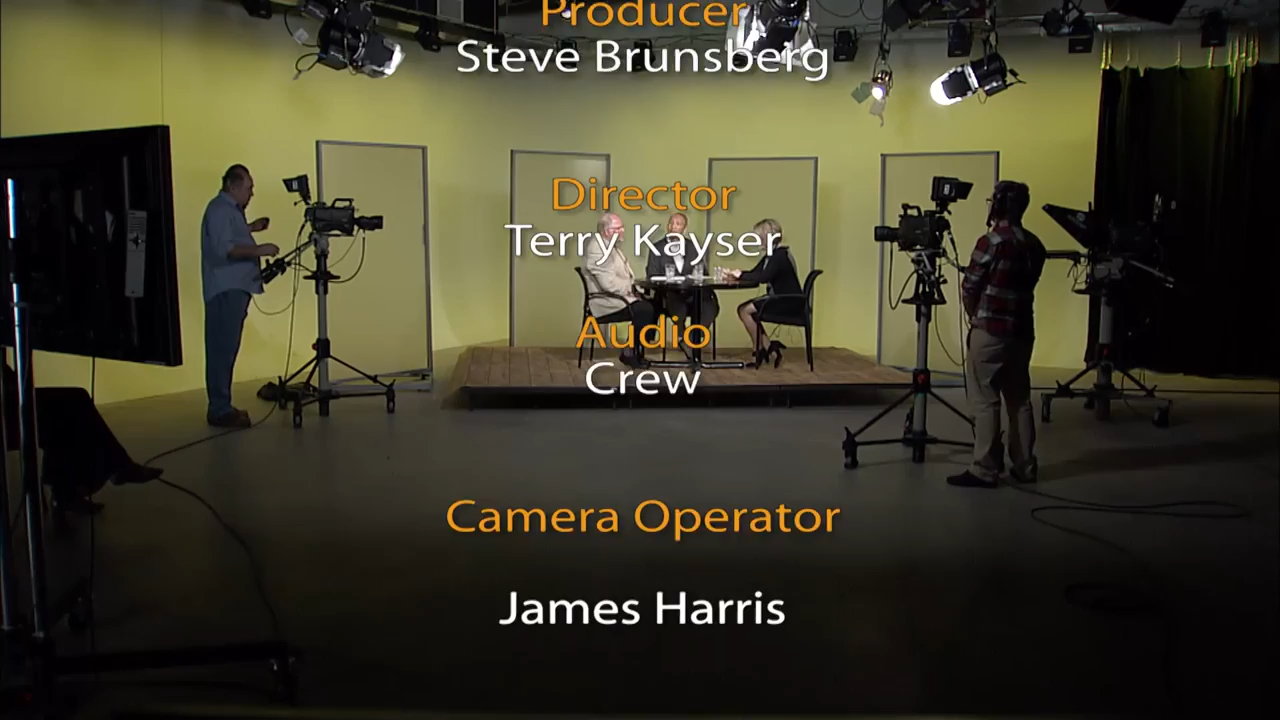 Producer
Steve Brunsberg
Director
Terry Kayser
Audio
Crew
Camera Operator
James Harris